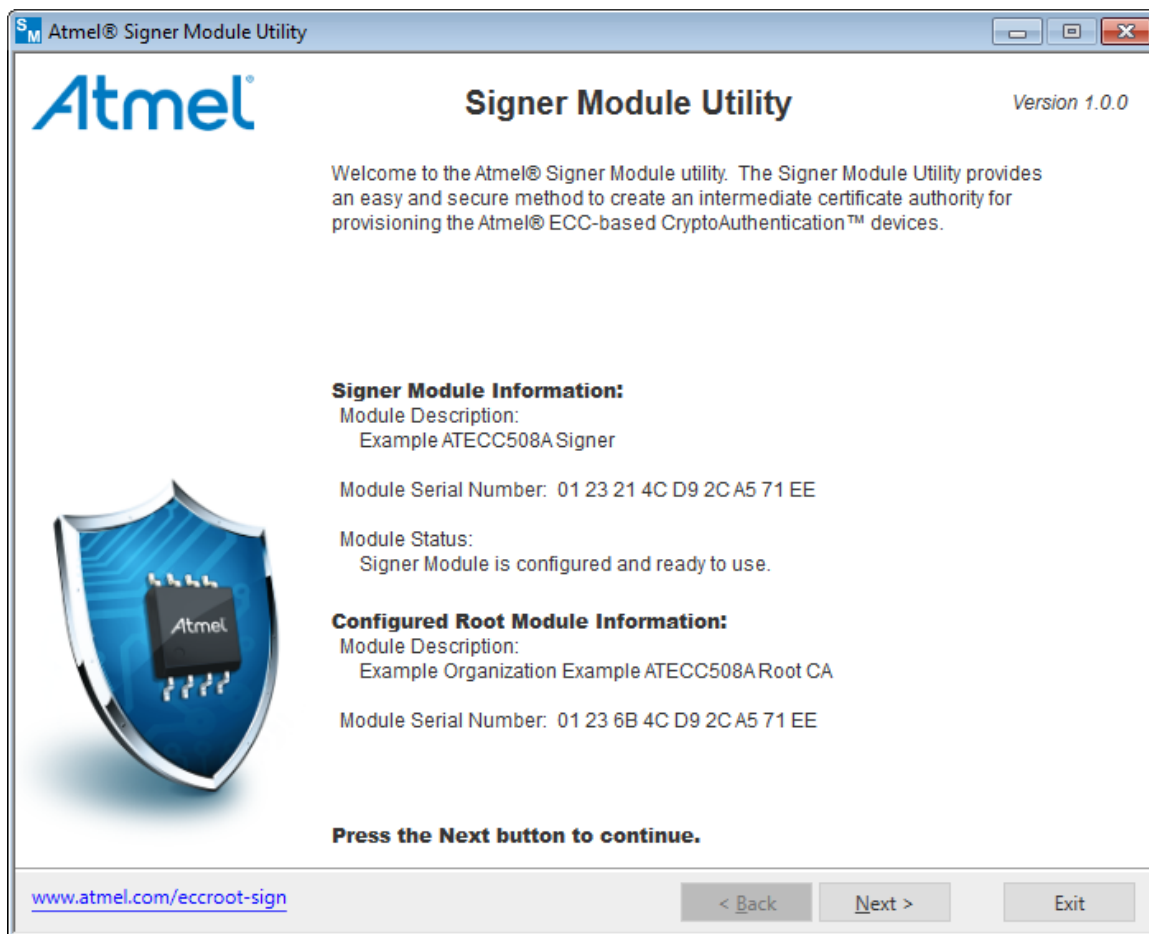 SM Atmel® Signer Module Utility
Atmel®
Signer Module Utility
Version 1.0.0
Welcome to the Atmel® Signer Module utility. The Signer Module Utility provides
an easy and secure method to create an intermediate certificate authority for
provisioning the Atmel® ECC-based CryptoAuthentication™ devices.
Signer Module Information:
Module Description:
Example ATECC508A Signer
Module Serial Number: 01 23 21 4C D9 2C A5 71 EE
Module Status:
Signer Module is configured and ready to use.
Atmel
Configured Root Module Information:
Module Description:
Example Organization Example ATECC508A Root CA
Module Serial Number: 01 23 6B 4C D9 2C A5 71 EE
Press the Next button to continue.
www.atmel.com/eccroot-sign
< Back
Next >
Exit